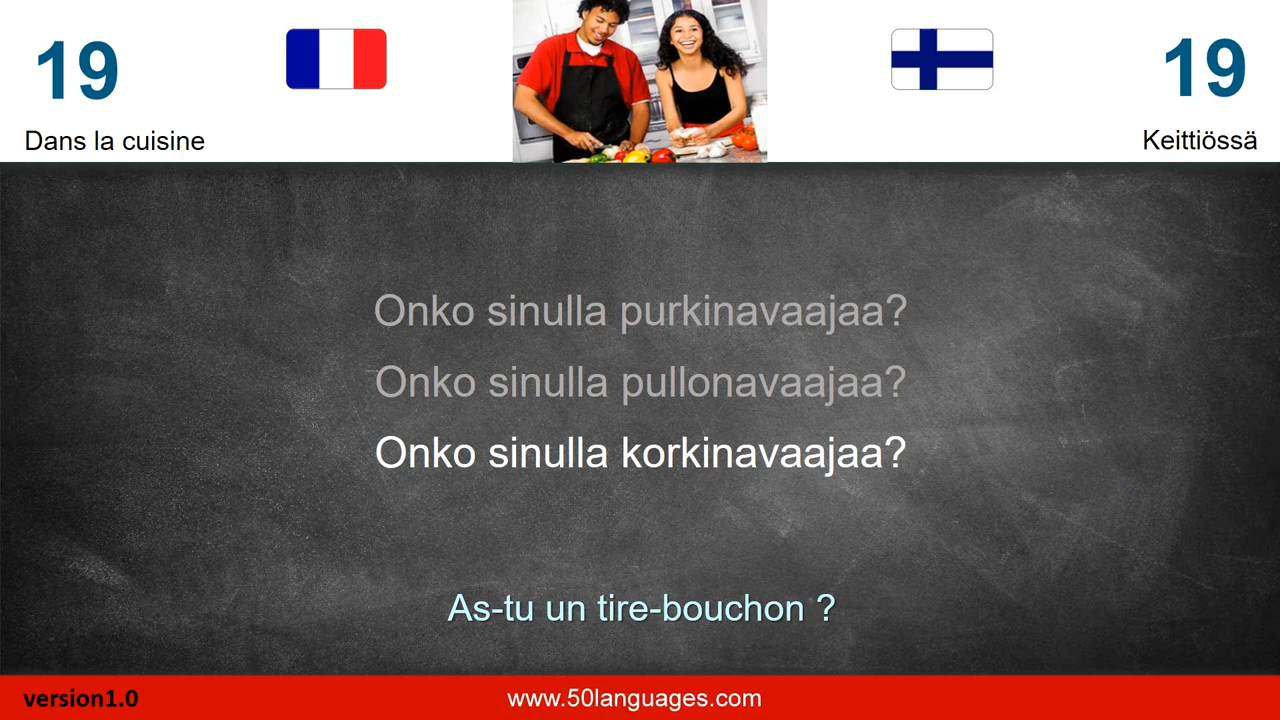 19
19
Dans la cuisine
Keittiössä
Onko sinulla purkinavaajaa?
Onko sinulla pullonavaajaa?
Onko sinulla korkinavaajaa?
As-tu un tire-bouchon ?
version1.0
www.50languages.com